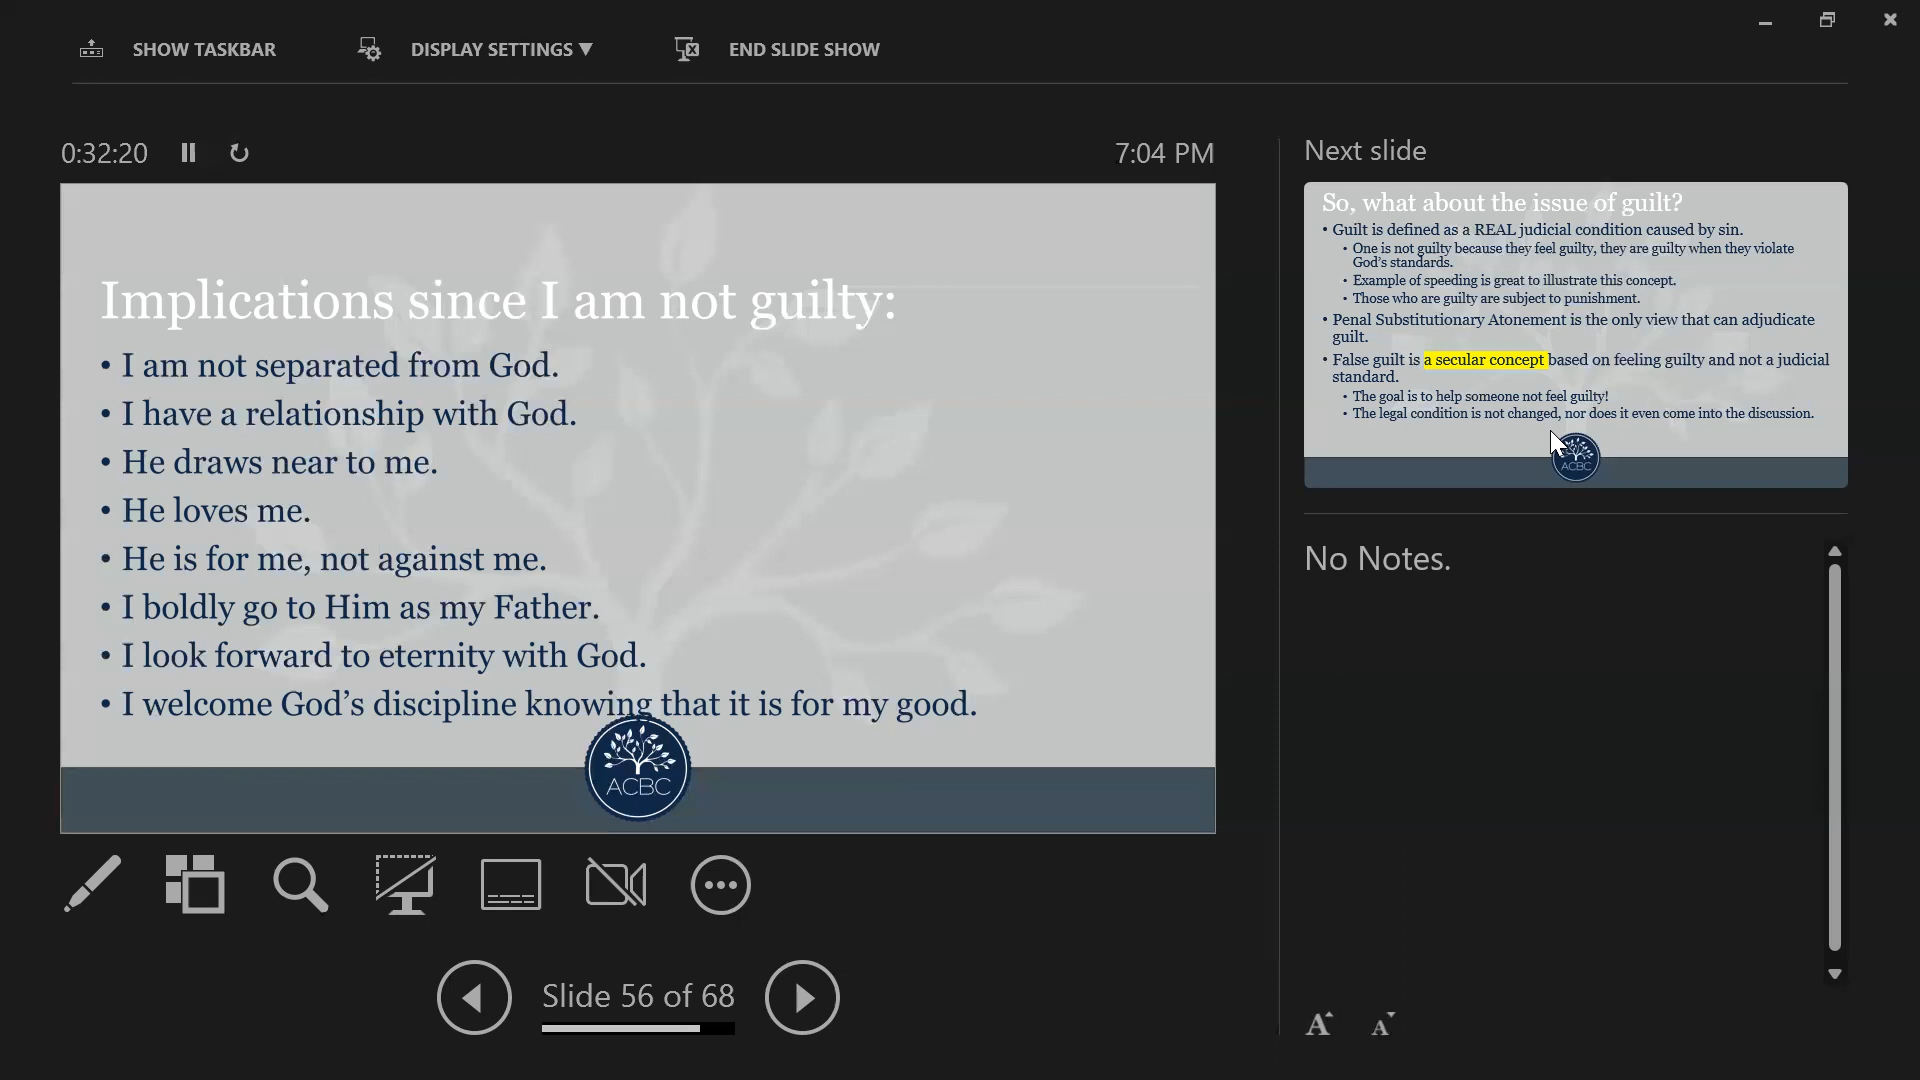 SHOW TASKBAR
DISPLAY SETTINGS ▼
END SLIDE SHOW
0:32:20
7:04 PM
Implications since I am not guilty:
• I am not separated from God.
• I have a relationship with God.
• He draws near to me.
• He loves me.
• He is for me, not against me.
• I boldly go to Him as my Father.
• I look forward to eternity with God.
• I welcome God’s discipline knowing that it is for my good.
ACBC
Slide 56 of 68
Next slide
So, what about the issue of guilt?
• Guilt is defined as a REAL judicial condition caused by sin.
• One is not guilty because they feel guilty, they are guilty when they violate
God’s standards.
• Example of speeding is great to illustrate this concept.
• Those who are guilty are subject to punishment.
• Penal Substitutionary Atonement is the only view that can adjudicate
guilt.
• False guilt is a secular concept based on feeling guilty and not a judicial
standard.
• The goal is to help someone not feel guilty!
• The legal condition is not changed, nor does it even come into the discussion.
ACBC
No Notes.
A A